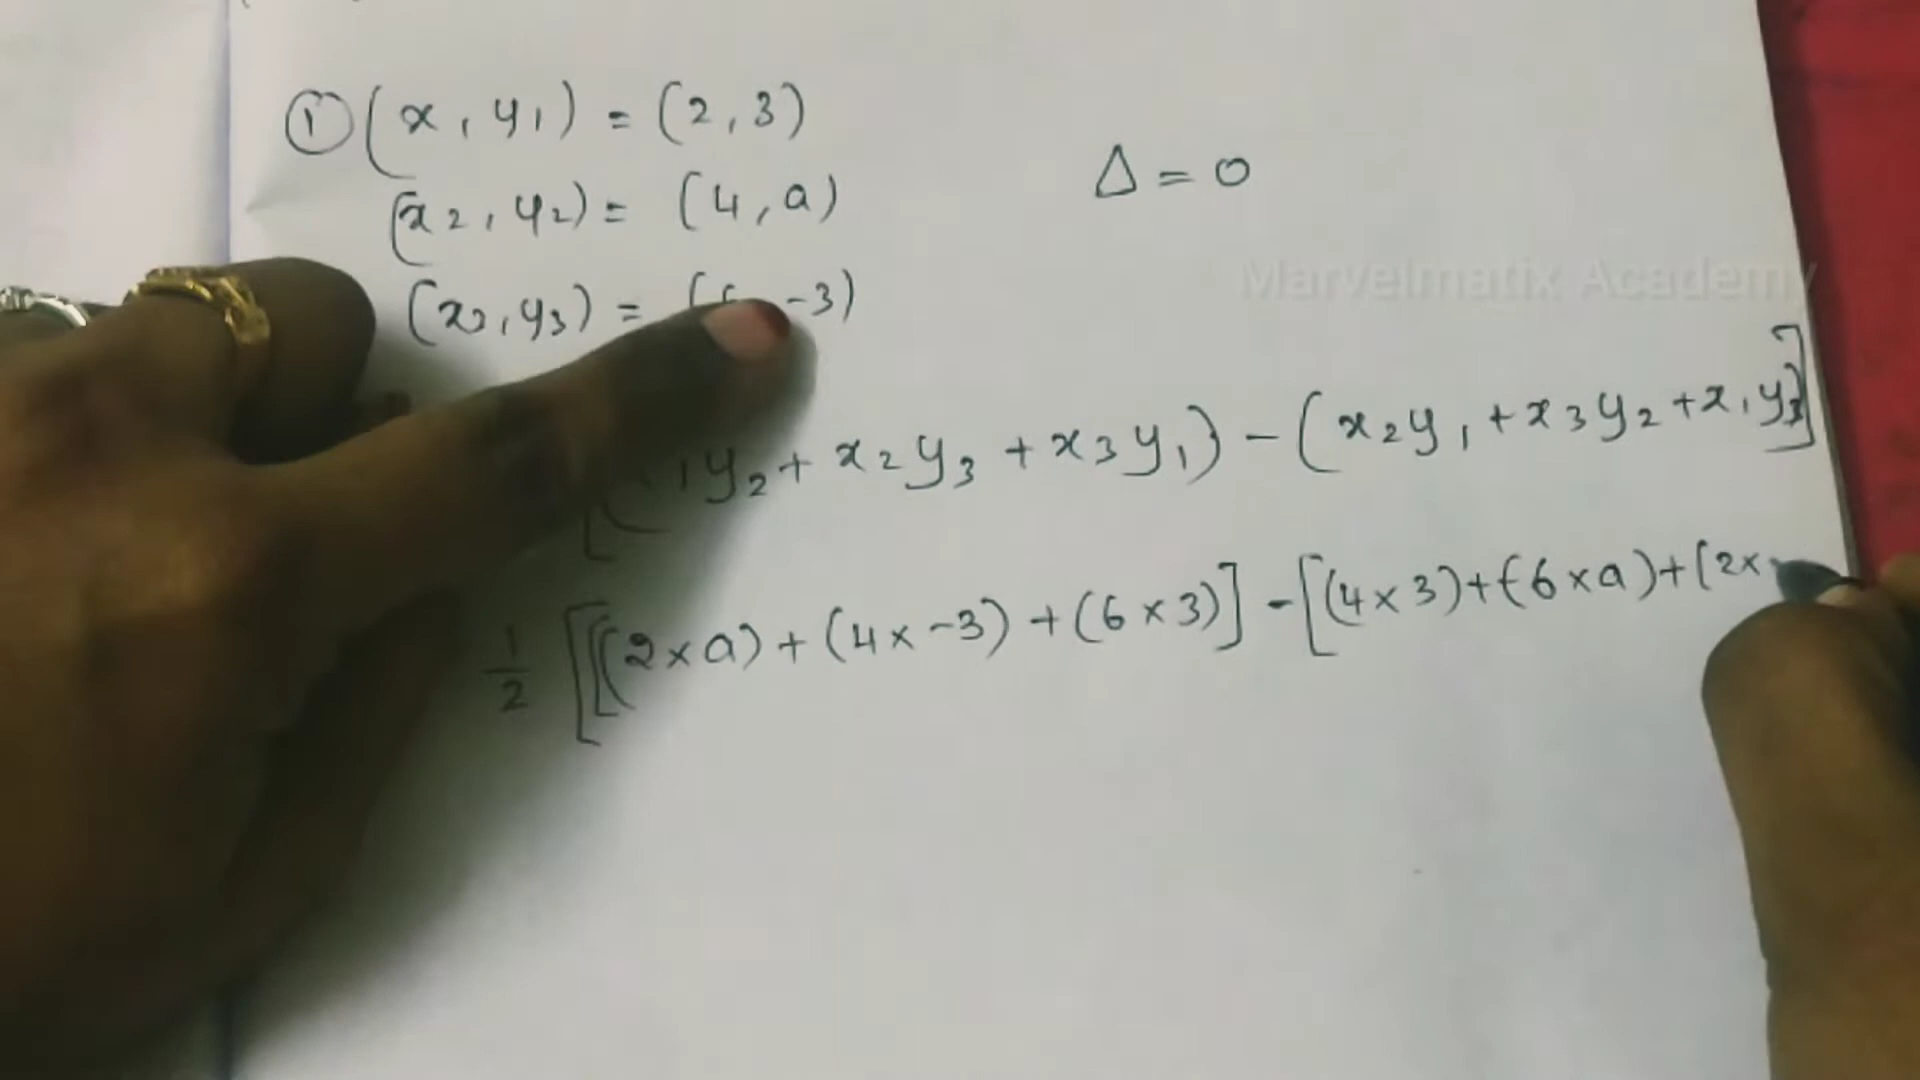 ① (x, y1) = (2, 3)
Δ = 0
(x2, y2) = (4, a)
(x3, y3) = ( -3)
Marvelmatix Academy
1y2 + x2y3 + x3y1) - (x2y1 + x3y2 + x1y3]
1/2 [[(2×a) + (4×-3) + (6×3)] - [(4×3)+(6×a)+(2×